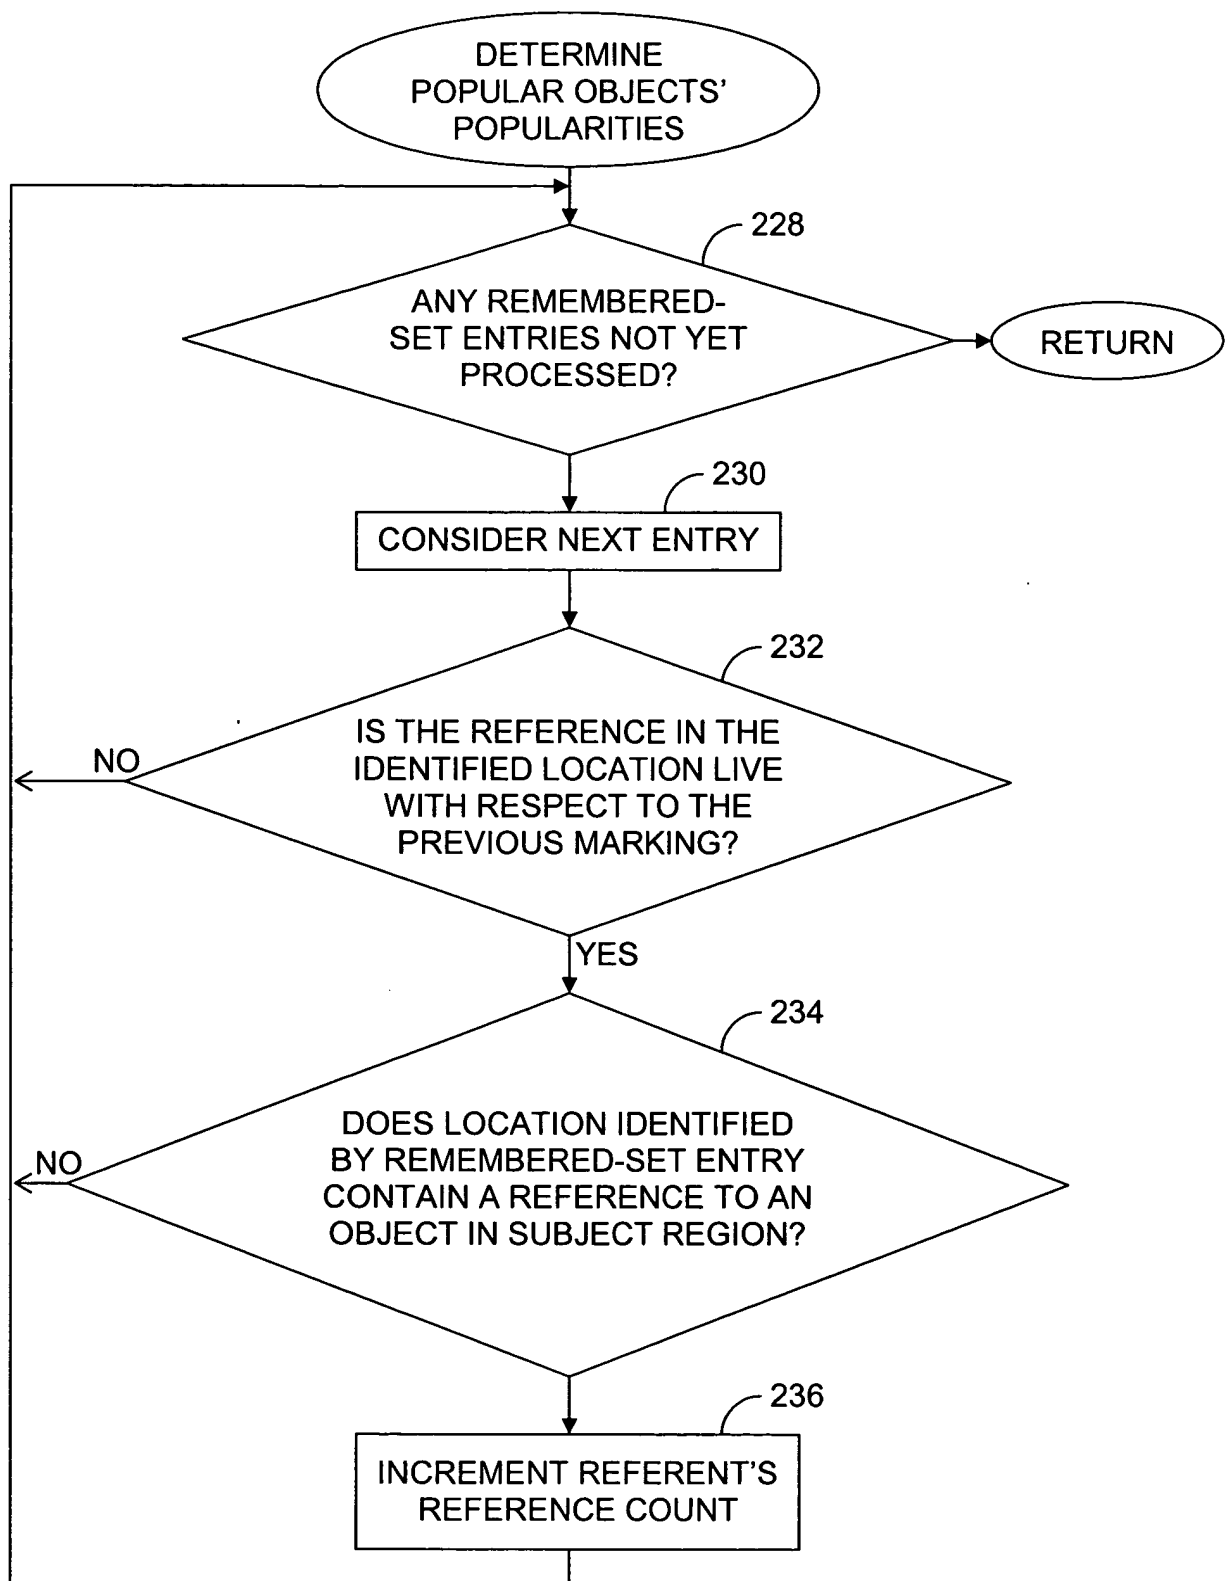 DETERMINE
POPULAR OBJECTS'
POPULARITIES
228
ANY REMEMBERED-
SET ENTRIES NOT YET
PROCESSED?
RETURN
230
CONSIDER NEXT ENTRY
232
IS THE REFERENCE IN THE
IDENTIFIED LOCATION LIVE
WITH RESPECT TO THE
PREVIOUS MARKING?
NO
YES
234
DOES LOCATION IDENTIFIED
BY REMEMBERED-SET ENTRY
CONTAIN A REFERENCE TO AN
OBJECT IN SUBJECT REGION?
NO
236
INCREMENT REFERENT'S
REFERENCE COUNT